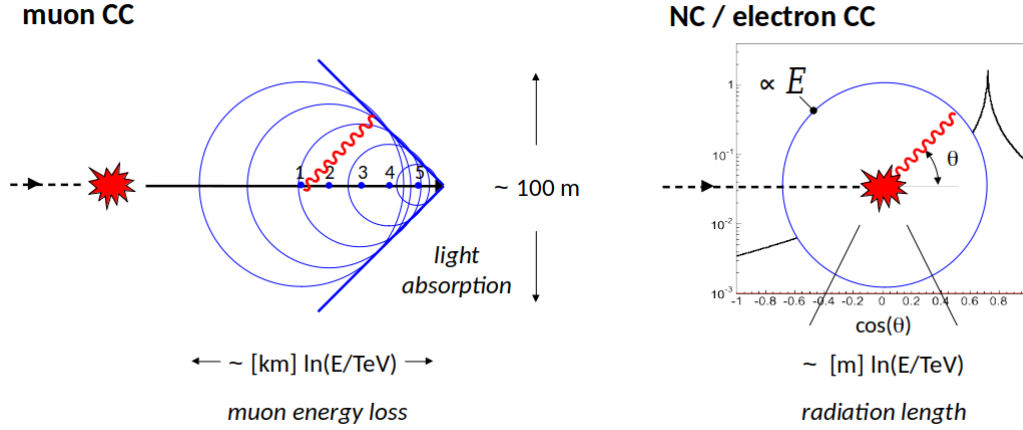 muon CC
1 2 3 4 5
~ 100 m
light
absorption
~ [km] ln(E/TeV)
muon energy loss
NC / electron CC
∝ E
θ
1
10⁻¹
10⁻²
10⁻³
-1 -0.8 -0.6 -0.4 -0.2 0 0.2 0.4 0.6 0.8
cos(θ)
~ [m] ln(E/TeV)
radiation length